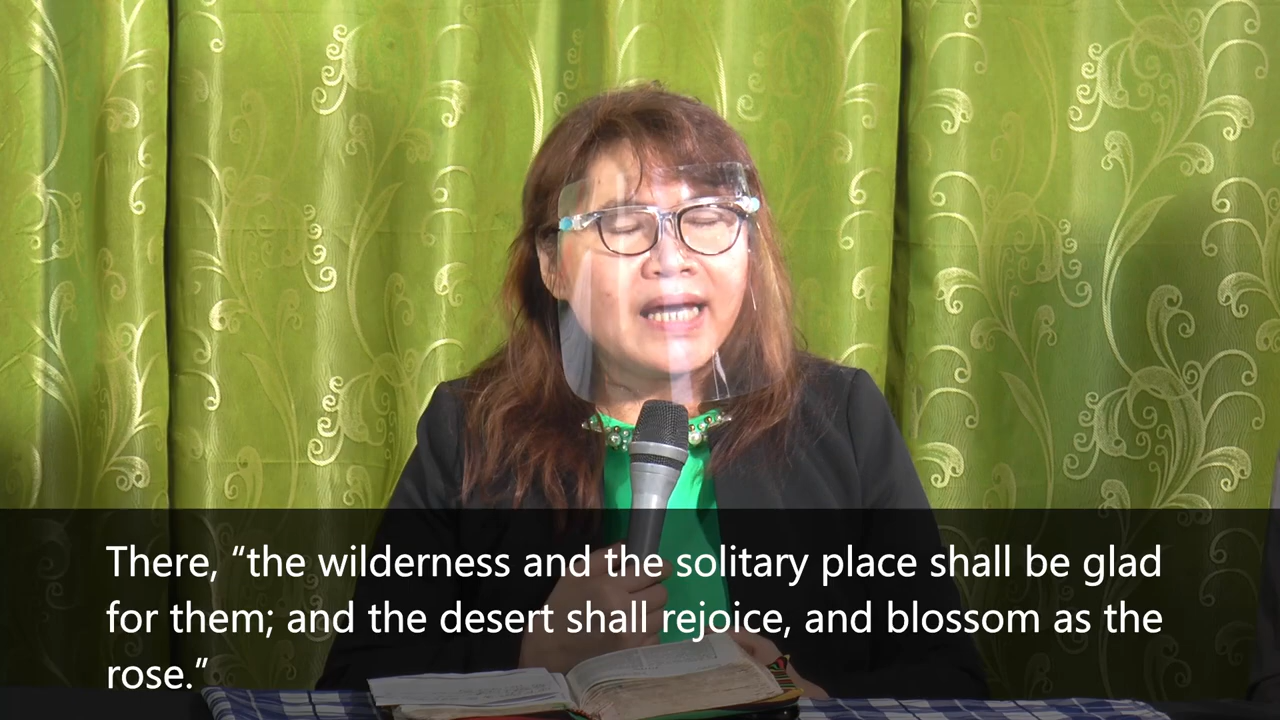 There, “the wilderness and the solitary place shall be glad
for them; and the desert shall rejoice, and blossom as the
rose.”